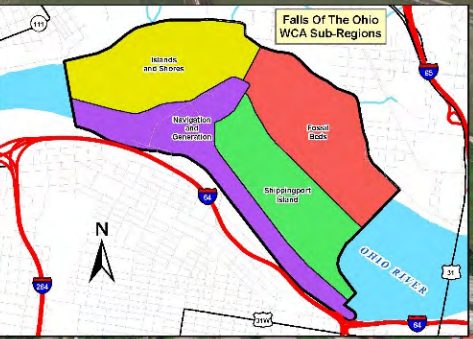 Falls Of The Ohio
WCA Sub-Regions
111
65
Islands
and Shores
Navigation
and
Generation
Fossil
Beds
Shippingport
Island
64
N
OHIO RIVER
264
31
31W
64